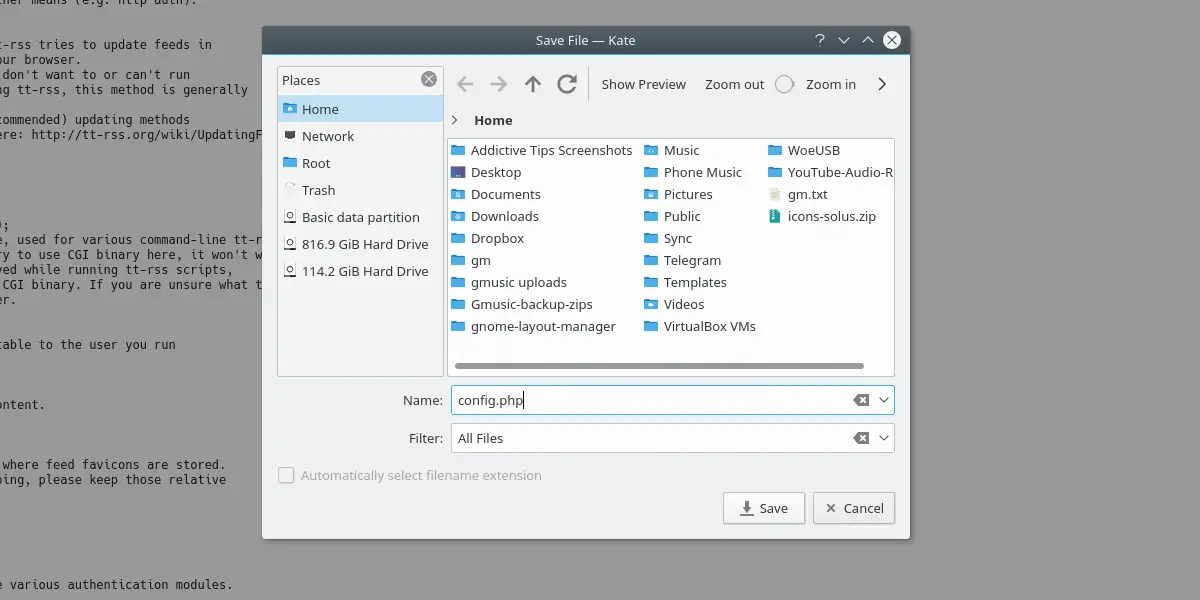 her means (e.g. http auth).
t-rss tries to update feeds in
our browser.
don't want to or can't run
ng tt-rss, this method is generally
commended) updating methods
ere: http://tt-rss.org/wiki/UpdatingF
);
e, used for various command-line tt-r
ry to use CGI binary here, it won't w
yed while running tt-rss scripts,
CGI binary. If you are unsure what t
er.
table to the user you run
ontent.
where feed favicons are stored.
ping, please keep those relative
e various authentication modules.
Save File — Kate
Places
Home
Network
Root
Trash
Basic data partition
816.9 GiB Hard Drive
114.2 GiB Hard Drive
Show Preview
Zoom out
Zoom in
Home
Addictive Tips Screenshots
Desktop
Documents
Downloads
Dropbox
gm
gmusic uploads
Gmusic-backup-zips
gnome-layout-manager
Music
Phone Music
Pictures
Public
Sync
Telegram
Templates
Videos
VirtualBox VMs
WoeUSB
YouTube-Audio-R
gm.txt
icons-solus.zip
Name: config.php
Filter: All Files
Automatically select filename extension
Save
Cancel